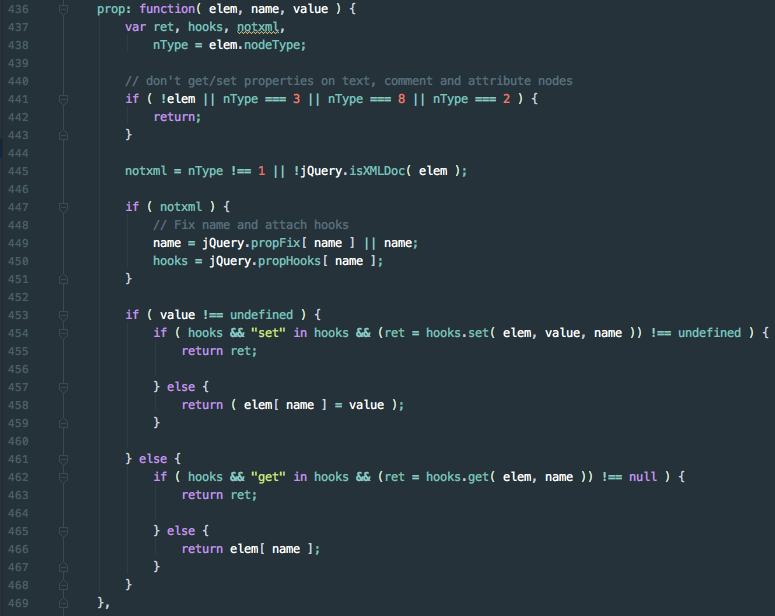 436 prop: function( elem, name, value ) {
437 var ret, hooks, notxml,
438 nType = elem.nodeType;
439
440 // don't get/set properties on text, comment and attribute nodes
441 if ( !elem || nType === 3 || nType === 8 || nType === 2 ) {
442 return;
443 }
444
445 notxml = nType !== 1 || !jQuery.isXMLDoc( elem );
446
447 if ( notxml ) {
448 // Fix name and attach hooks
449 name = jQuery.propFix[ name ] || name;
450 hooks = jQuery.propHooks[ name ];
451 }
452
453 if ( value !== undefined ) {
454 if ( hooks && "set" in hooks && (ret = hooks.set( elem, value, name )) !== undefined ) {
455 return ret;
456
457 } else {
458 return ( elem[ name ] = value );
459 }
460
461 } else {
462 if ( hooks && "get" in hooks && (ret = hooks.get( elem, name )) !== null ) {
463 return ret;
464
465 } else {
466 return elem[ name ];
467 }
468 }
469 },